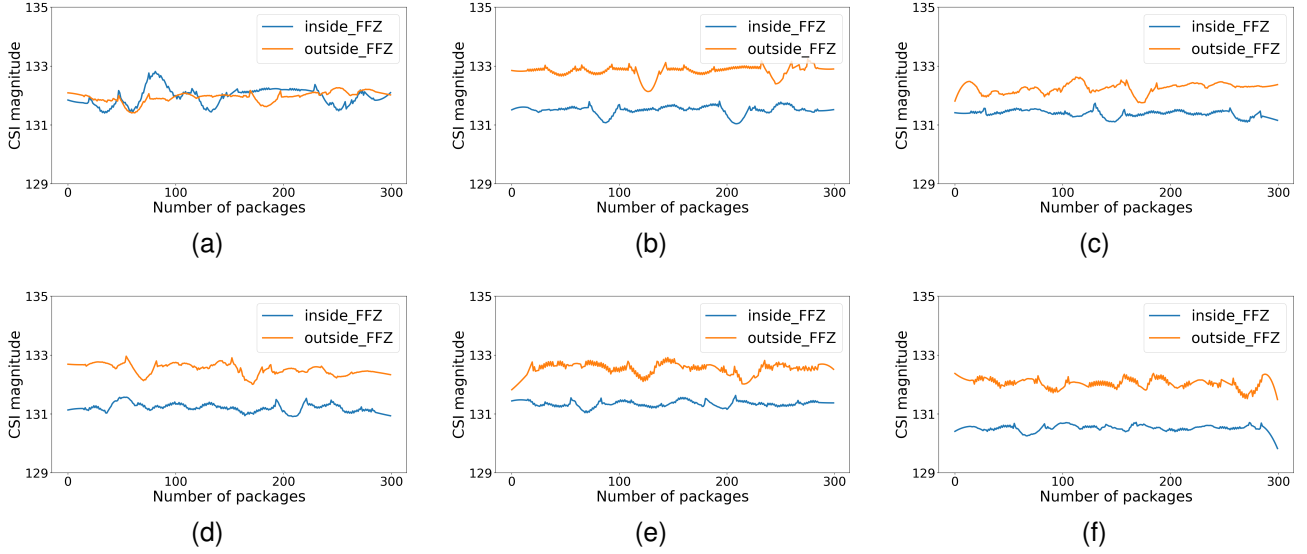 135
133
131
129
CSI magnitude
inside_FFZ
outside_FFZ
0 100 200 300
Number of packages
(a)
135
133
131
129
CSI magnitude
inside_FFZ
outside_FFZ
0 100 200 300
Number of packages
(b)
135
133
131
129
CSI magnitude
inside_FFZ
outside_FFZ
0 100 200 300
Number of packages
(c)
135
133
131
129
CSI magnitude
inside_FFZ
outside_FFZ
0 100 200 300
Number of packages
(d)
135
133
131
129
CSI magnitude
inside_FFZ
outside_FFZ
0 100 200 300
Number of packages
(e)
135
133
131
129
CSI magnitude
inside_FFZ
outside_FFZ
0 100 200 300
Number of packages
(f)